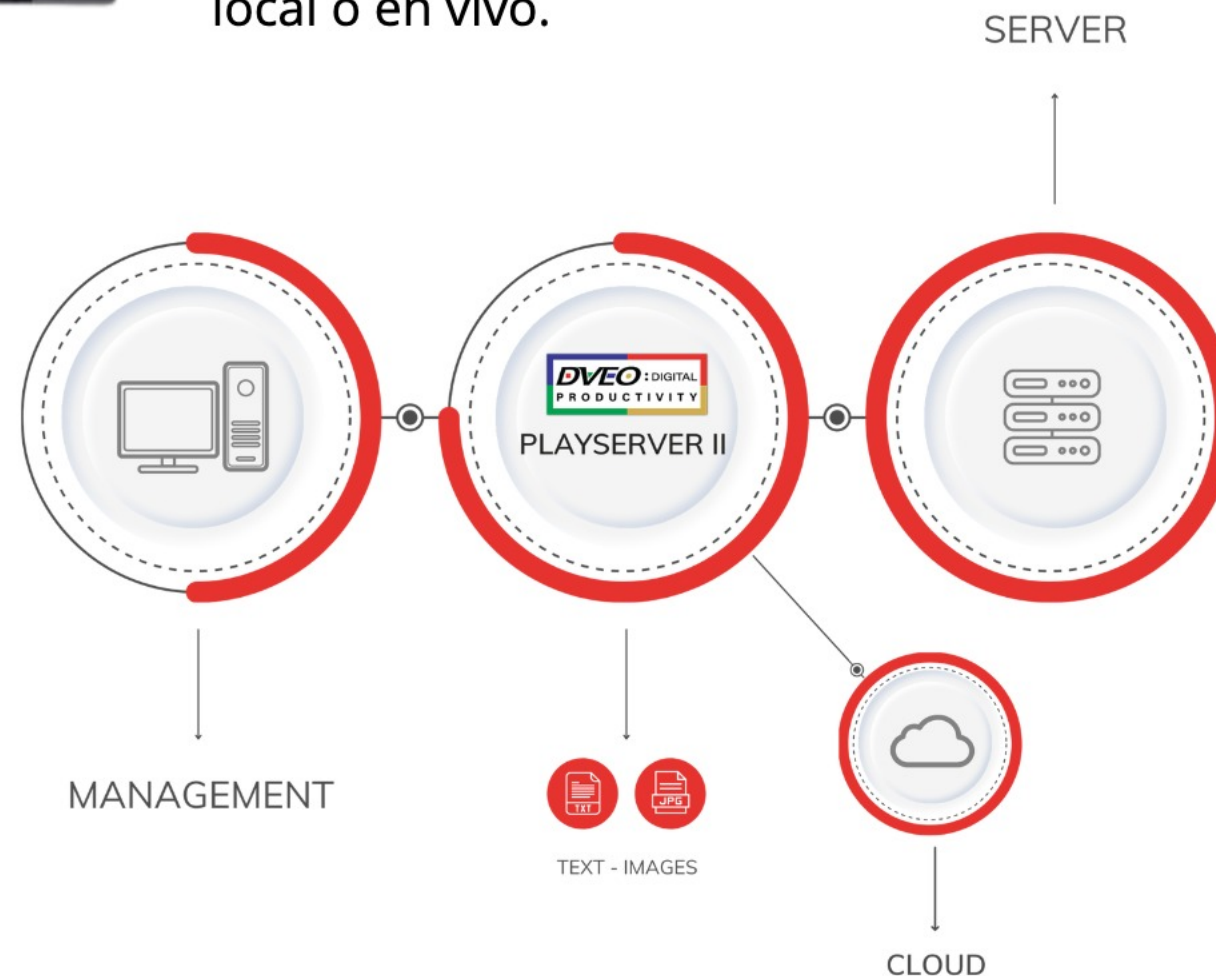 local o en vivo.
SERVER
DVEO : DIGITAL
PRODUCTIVITY
PLAYSERVER II
MANAGEMENT
TXT
JPG
TEXT - IMAGES
CLOUD